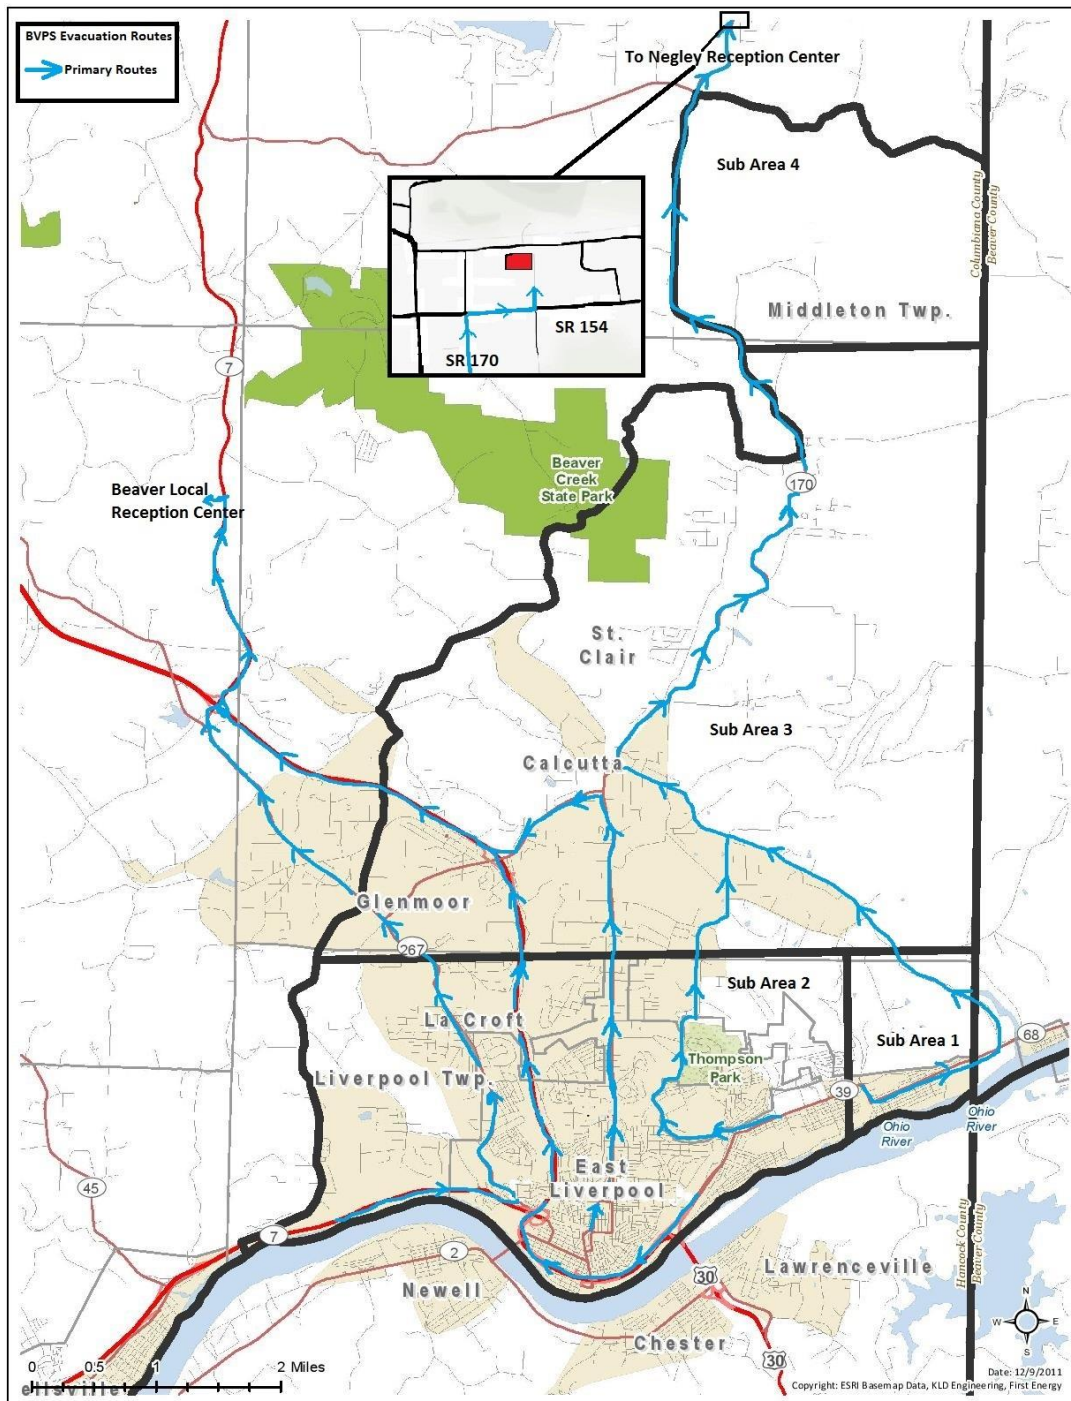 BVPS Evacuation Routes
Primary Routes
To Negley Reception Center
Sub Area 4
Columbiana County
Beaver County
SR 154
SR 170
Middleton Twp.
7
Beaver
Creek
State Park
170
Beaver Local
Reception Center
St.
Clair
Sub Area 3
Calcutta
Glenmoor
267
Sub Area 2
La Croft
Sub Area 1
68
Thompson
Park
Liverpool Twp.
39
Ohio
River
Ohio
River
East
Liverpool
45
7
2
Newell
30
Lawrenceville
Hancock County
Beaver County
Chester
30
N
W E
S
0 0.5 1 2 Miles
Date: 12/9/2011
Copyright: ESRI Basemap Data, KLD Engineering, First Energy